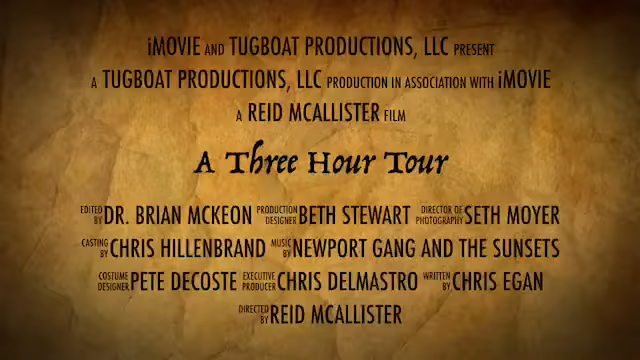 iMOVIE AND TUGBOAT PRODUCTIONS, LLC PRESENT
A TUGBOAT PRODUCTIONS, LLC PRODUCTION IN ASSOCIATION WITH iMOVIE
A REID MCALLISTER FILM
A Three Hour Tour
EDITED BY DR. BRIAN MCKEON PRODUCTION DESIGNER BETH STEWART DIRECTOR OF PHOTOGRAPHY SETH MOYER
CASTING BY CHRIS HILLENBRAND MUSIC BY NEWPORT GANG AND THE SUNSETS
COSTUME DESIGNER PETE DECOSTE EXECUTIVE PRODUCER CHRIS DELMASTRO WRITTEN BY CHRIS EGAN
DIRECTED BY REID MCALLISTER